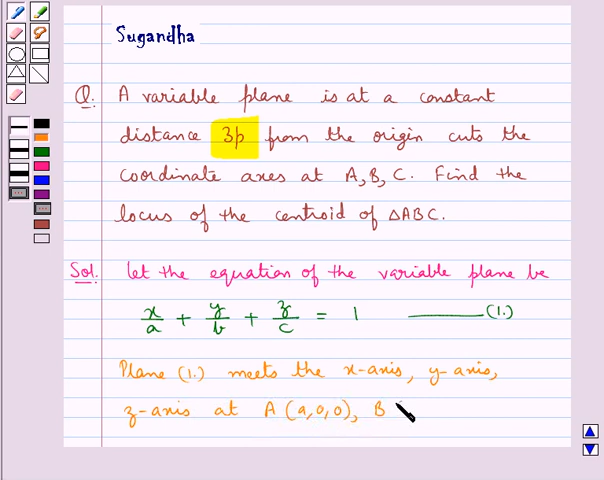 Sugandha
Q. A variable plane is at a constant
distance 3p from the origin cuts the
coordinate axes at A, B, C. Find the
locus of the centroid of ΔABC.
Sol. let the equation of the variable plane be
x/a + y/b + z/c = 1 ———— (1.)
Plane (1.) meets the x-axis, y-axis,
z-axis at A (a,0,0), B